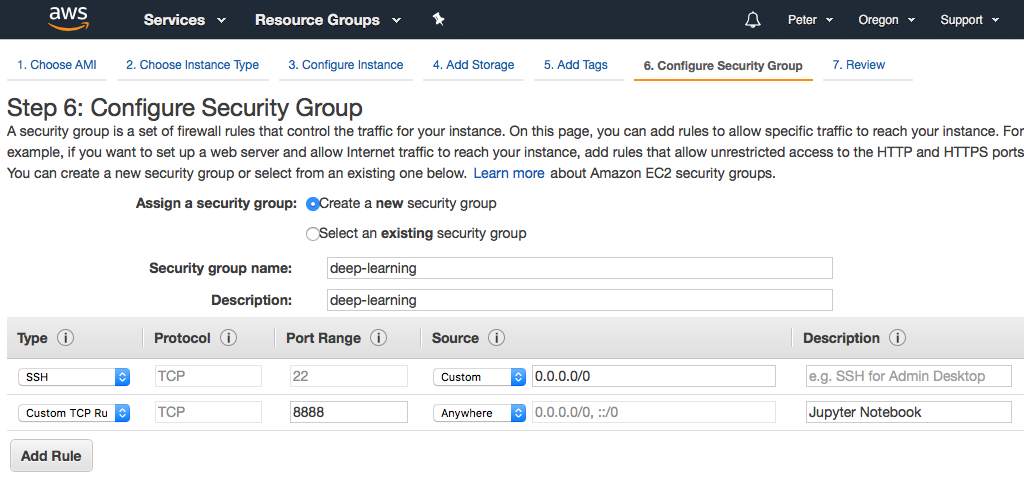 aws Services Resource Groups Peter Oregon Support
1. Choose AMI 2. Choose Instance Type 3. Configure Instance 4. Add Storage 5. Add Tags 6. Configure Security Group 7. Review
Step 6: Configure Security Group
A security group is a set of firewall rules that control the traffic for your instance. On this page, you can add rules to allow specific traffic to reach your instance. For
example, if you want to set up a web server and allow Internet traffic to reach your instance, add rules that allow unrestricted access to the HTTP and HTTPS ports
You can create a new security group or select from an existing one below. Learn more about Amazon EC2 security groups.
Assign a security group: Create a new security group
Select an existing security group
Security group name: deep-learning
Description: deep-learning
Type i Protocol i Port Range i Source i Description i
SSH TCP 22 Custom 0.0.0.0/0 e.g. SSH for Admin Desktop
Custom TCP Ru TCP 8888 Anywhere 0.0.0.0/0, ::/0 Jupyter Notebook
Add Rule